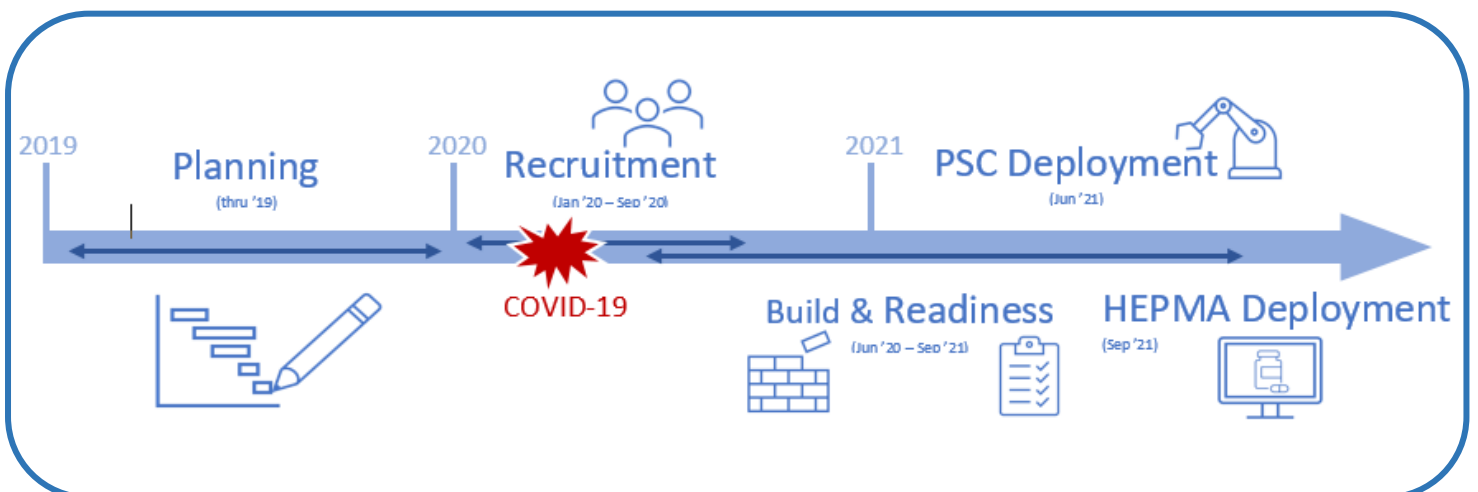 2019
Planning
(thru '19)
2020
Recruitment
(Jan '20 – Sep '20)
2021
PSC Deployment
(Jun '21)
COVID-19
Build & Readiness
(Jun '20 – Sep '21)
HEPMA Deployment
(Sep '21)